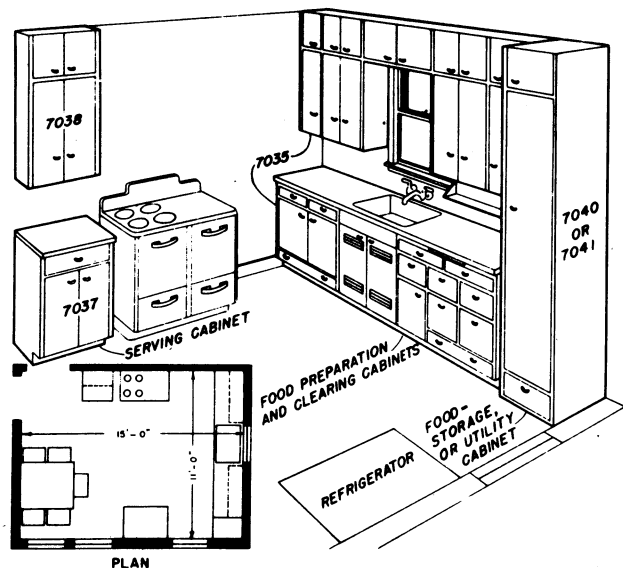 7038
7035
7040
OR
7041
7037
SERVING CABINET
FOOD PREPARATION
AND CLEARING CABINETS
FOOD-
STORAGE,
OR UTILITY
CABINET
REFRIGERATOR
15'-0"
11'-0"
PLAN